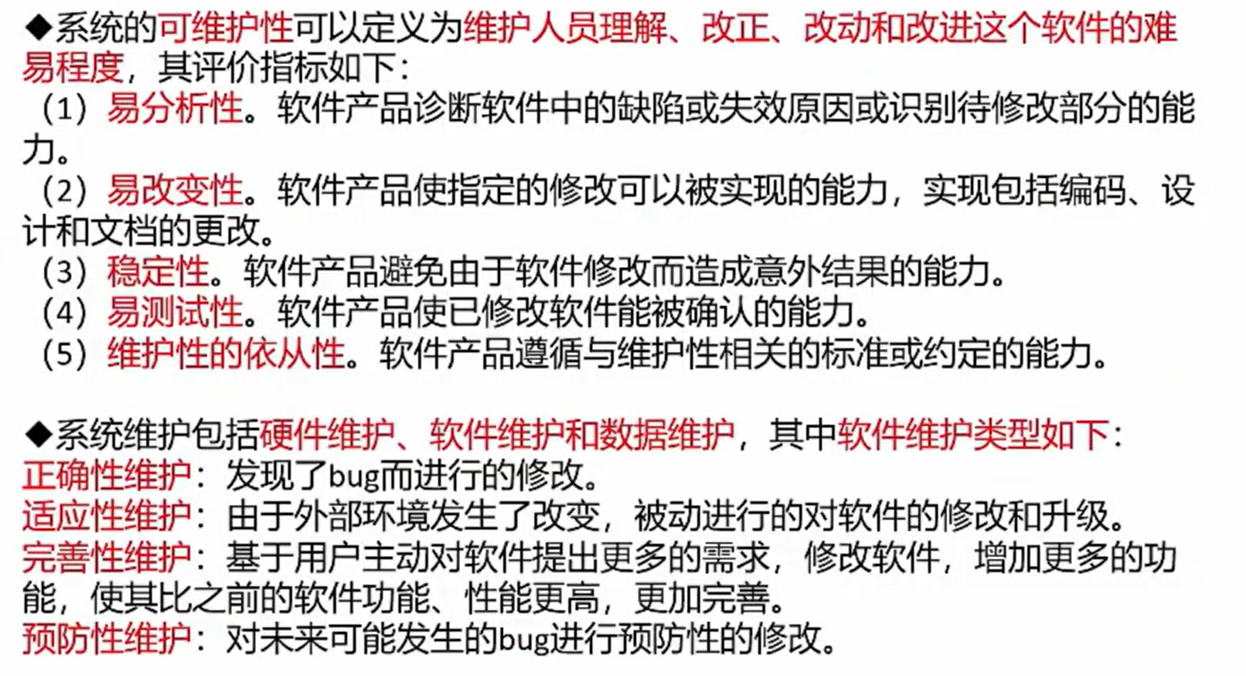 ◆系统的可维护性可以定义为维护人员理解、改正、改动和改进这个软件的难
易程度，其评价指标如下：
（1）易分析性。软件产品诊断软件中的缺陷或失效原因或识别待修改部分的能
力。
（2）易改变性。软件产品使指定的修改可以被实现的能力，实现包括编码、设
计和文档的更改。
（3）稳定性。软件产品避免由于软件修改而造成意外结果的能力。
（4）易测试性。软件产品使已修改软件能被确认的能力。
（5）维护性的依从性。软件产品遵循与维护性相关的标准或约定的能力。
◆系统维护包括硬件维护、软件维护和数据维护，其中软件维护类型如下：
正确性维护：发现了bug而进行的修改。
适应性维护：由于外部环境发生了改变，被动进行的对软件的修改和升级。
完善性维护：基于用户主动对软件提出更多的需求，修改软件，增加更多的功
能，使其比之前的软件功能、性能更高，更加完善。
预防性维护：对未来可能发生的bug进行预防性的修改。